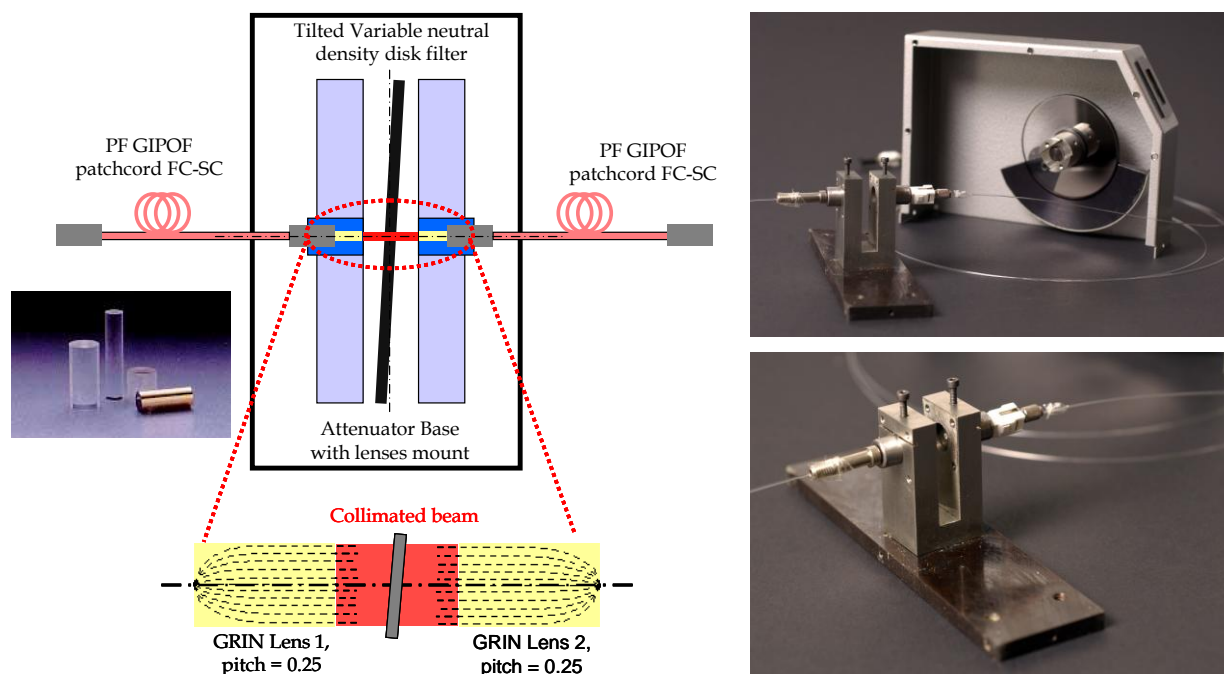 Tilted Variable neutral
density disk filter
PF GIPOF
patchcord FC-SC
PF GIPOF
patchcord FC-SC
Attenuator Base
with lenses mount
Collimated beam
GRIN Lens 1,
pitch = 0.25
GRIN Lens 2,
pitch = 0.25